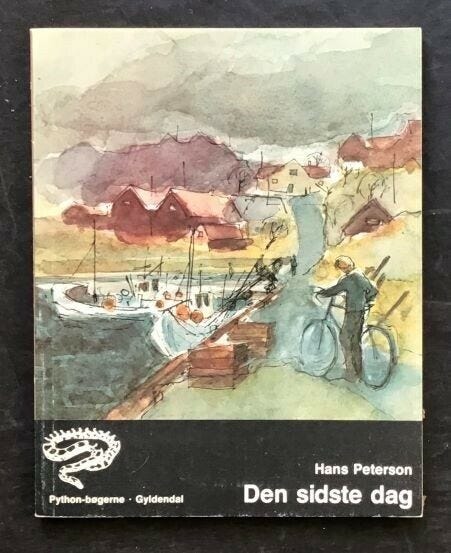 Hans Peterson
Den sidste dag
Python-bøgerne · Gyldendal